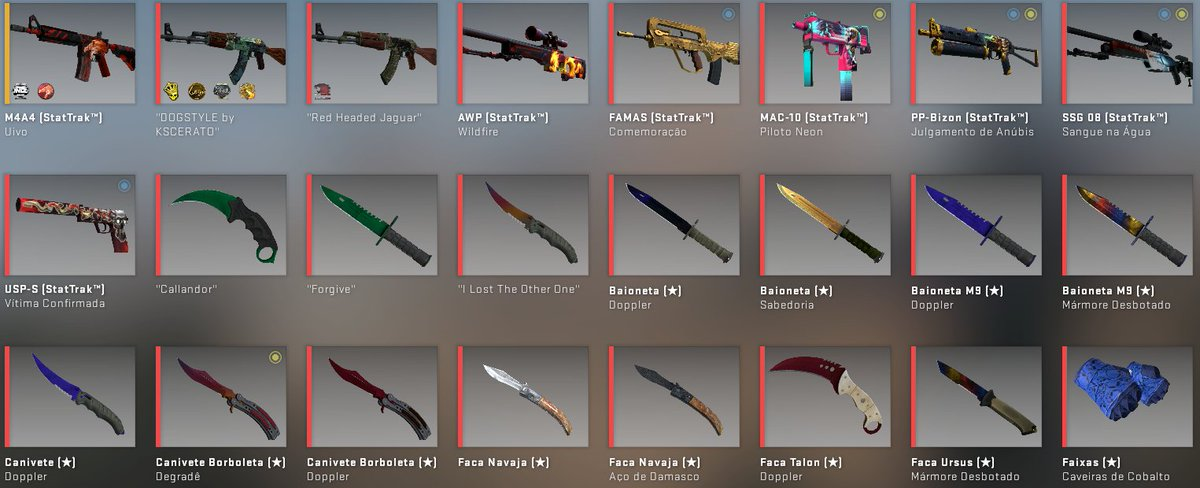 M4A4 (StatTrak™)
Uivo
"DOGSTYLE by
KSCERATO"
"Red Headed Jaguar"
AWP (StatTrak™)
Wildfire
FAMAS (StatTrak™)
Comemoração
MAC-10 (StatTrak™)
Piloto Neon
PP-Bizon (StatTrak™)
Julgamento de Anúbis
SSG 08 (StatTrak™)
Sangue na Água
USP-S (StatTrak™)
Vítima Confirmada
"Callandor"
"Forgive"
"I Lost The Other One"
Baioneta (★)
Doppler
Baioneta (★)
Sabedoria
Baioneta M9 (★)
Doppler
Baioneta M9 (★)
Mármore Desbotado
Canivete (★)
Doppler
Canivete Borboleta (★)
Degradê
Canivete Borboleta (★)
Doppler
Faca Navaja (★)
Faca Navaja (★)
Aço de Damasco
Faca Talon (★)
Doppler
Faca Ursus (★)
Mármore Desbotado
Faixas (★)
Caveiras de Cobalto